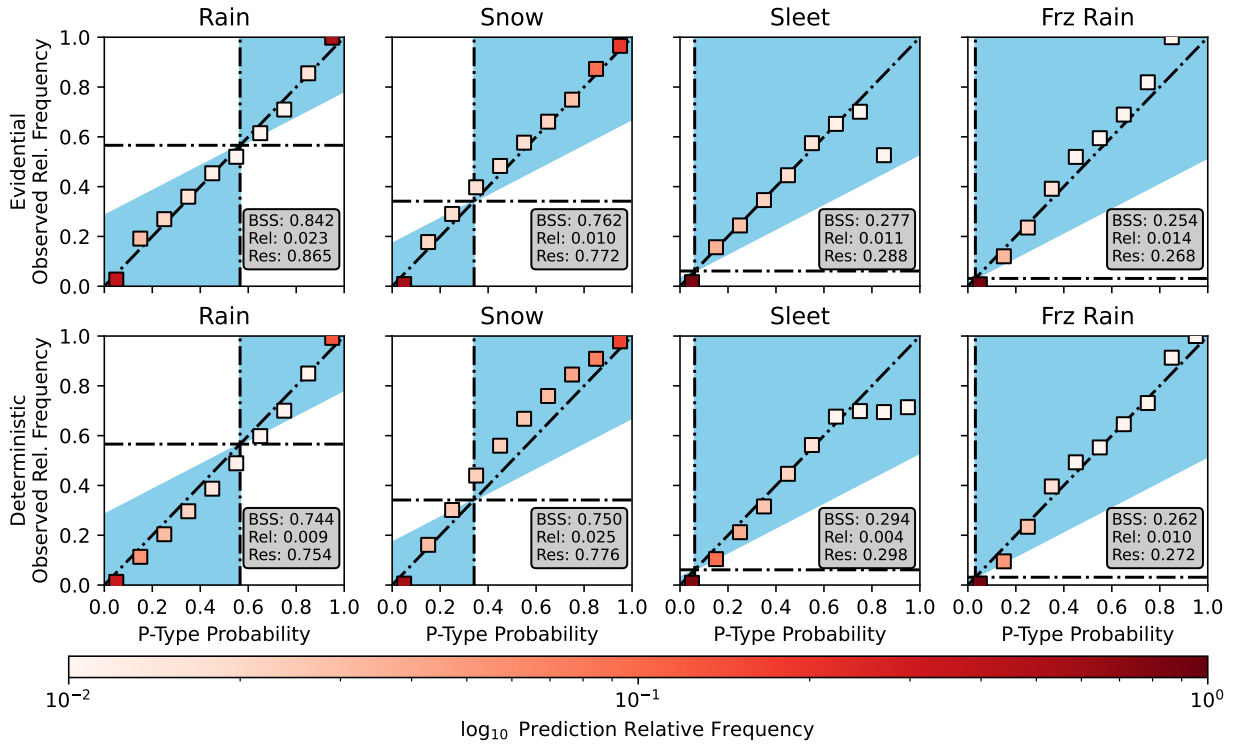 Rain
Snow
Sleet
Frz Rain
Evidential
Observed Rel. Frequency
1.0
0.8
0.6
0.4
0.2
0.0
BSS: 0.842
Rel: 0.023
Res: 0.865
BSS: 0.762
Rel: 0.010
Res: 0.772
BSS: 0.277
Rel: 0.011
Res: 0.288
BSS: 0.254
Rel: 0.014
Res: 0.268
Rain
Snow
Sleet
Frz Rain
Deterministic
Observed Rel. Frequency
1.0
0.8
0.6
0.4
0.2
0.0
BSS: 0.744
Rel: 0.009
Res: 0.754
BSS: 0.750
Rel: 0.025
Res: 0.776
BSS: 0.294
Rel: 0.004
Res: 0.298
BSS: 0.262
Rel: 0.010
Res: 0.272
0.0 0.2 0.4 0.6 0.8 1.0
0.0 0.2 0.4 0.6 0.8 1.0
0.0 0.2 0.4 0.6 0.8 1.0
0.0 0.2 0.4 0.6 0.8 1.0
P-Type Probability
P-Type Probability
P-Type Probability
P-Type Probability
10⁻² 10⁻¹ 10⁰
log₁₀ Prediction Relative Frequency